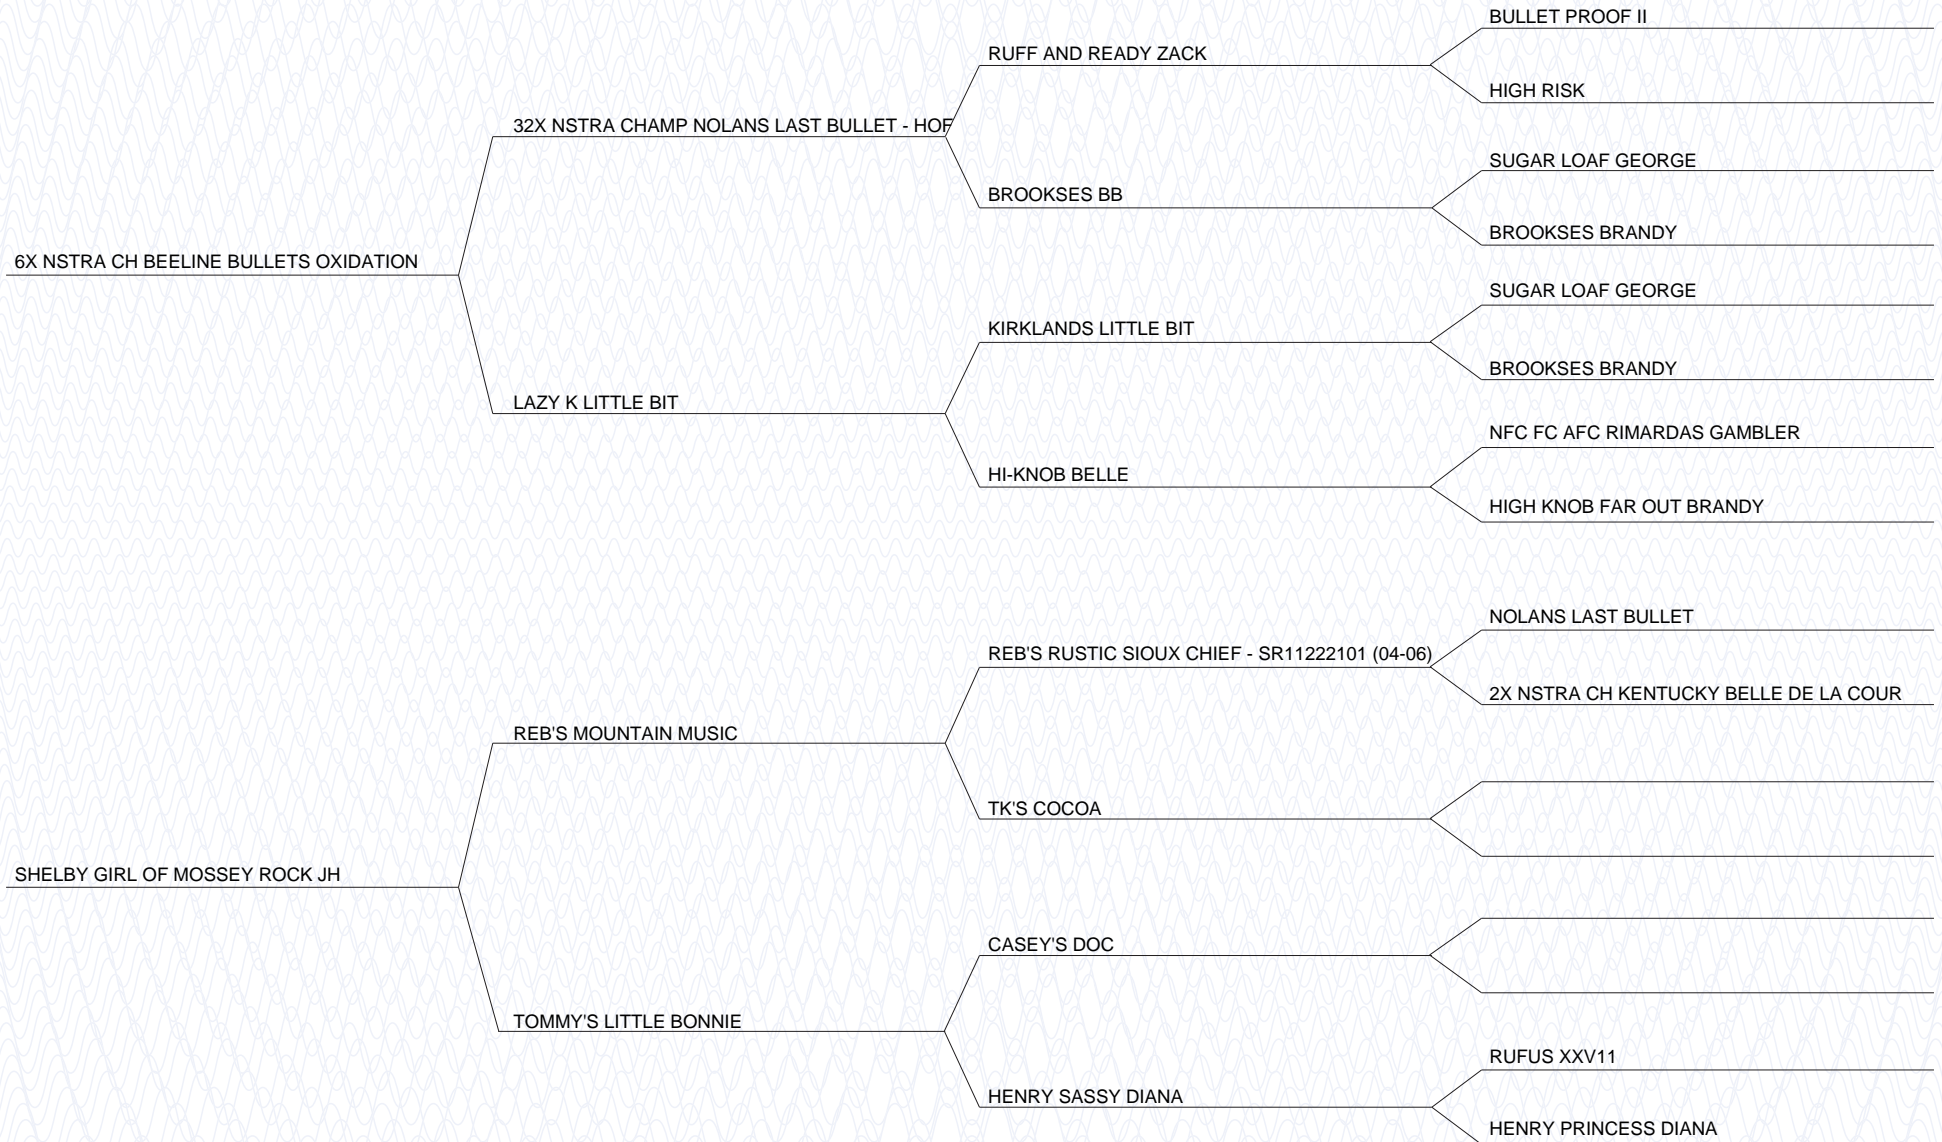 BULLET PROOF II
RUFF AND READY ZACK
HIGH RISK
32X NSTRA CHAMP NOLANS LAST BULLET - HOF
SUGAR LOAF GEORGE
BROOKSES BB
BROOKSES BRANDY
6X NSTRA CH BEELINE BULLETS OXIDATION
SUGAR LOAF GEORGE
KIRKLANDS LITTLE BIT
BROOKSES BRANDY
LAZY K LITTLE BIT
NFC FC AFC RIMARDAS GAMBLER
HI-KNOB BELLE
HIGH KNOB FAR OUT BRANDY
NOLANS LAST BULLET
REB'S RUSTIC SIOUX CHIEF - SR11222101 (04-06)
2X NSTRA CH KENTUCKY BELLE DE LA COUR
REB'S MOUNTAIN MUSIC
TK'S COCOA
SHELBY GIRL OF MOSSEY ROCK JH
CASEY'S DOC
TOMMY'S LITTLE BONNIE
RUFUS XXV11
HENRY SASSY DIANA
HENRY PRINCESS DIANA